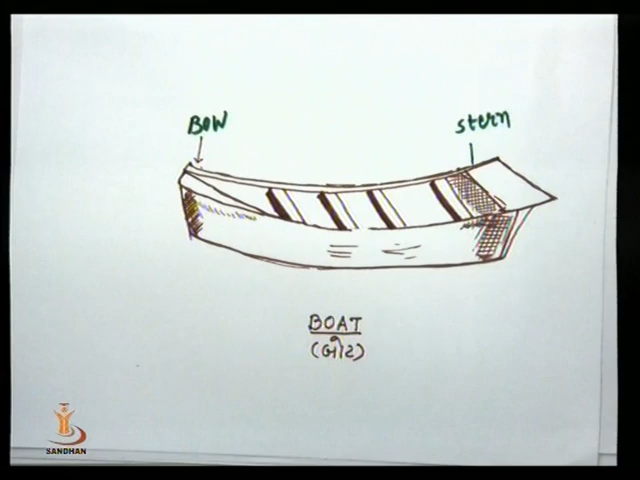 BOW
stern
BOAT
(બોટ)
SANDHAN